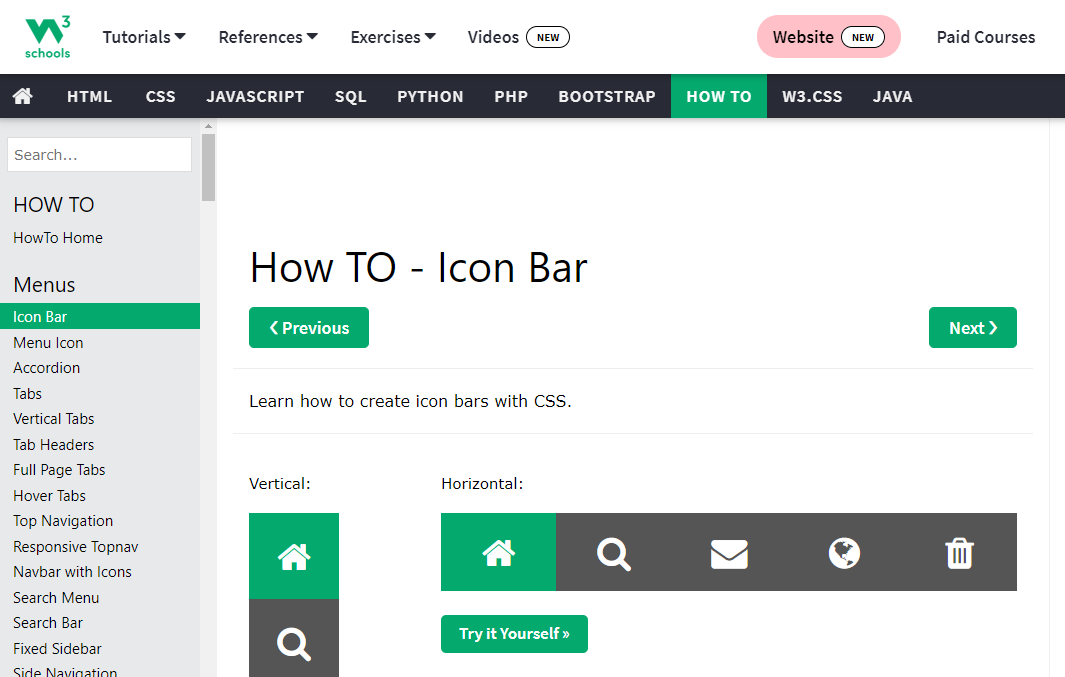 3
schools
Tutorials References Exercises Videos NEW Website NEW Paid Courses
HTML CSS JAVASCRIPT SQL PYTHON PHP BOOTSTRAP HOW TO W3.CSS JAVA
Search...
HOW TO
HowTo Home
Menus
Icon Bar
Menu Icon
Accordion
Tabs
Vertical Tabs
Tab Headers
Full Page Tabs
Hover Tabs
Top Navigation
Responsive Topnav
Navbar with Icons
Search Menu
Search Bar
Fixed Sidebar
Side Navigation
How TO - Icon Bar
❮ Previous Next ❯
Learn how to create icon bars with CSS.
Vertical: Horizontal:
Try it Yourself »